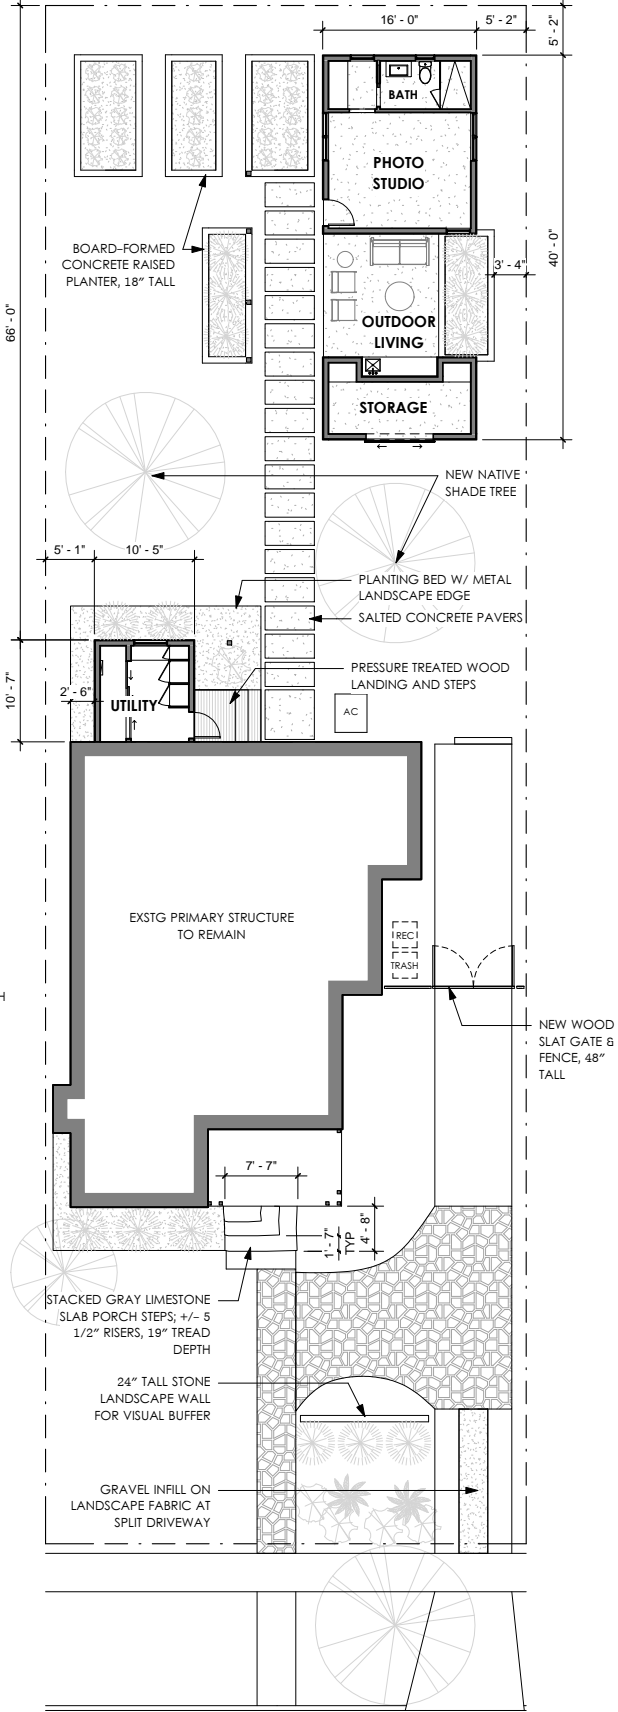 16' - 0"
5' - 2"
5' - 2"
BATH
PHOTO
STUDIO
BOARD-FORMED
CONCRETE RAISED
PLANTER, 18" TALL
3' - 4"
40' - 0"
66' - 0"
OUTDOOR
LIVING
STORAGE
NEW NATIVE
SHADE TREE
5' - 1"
10' - 5"
PLANTING BED W/ METAL
LANDSCAPE EDGE
SALTED CONCRETE PAVERS
10' - 7"
2' - 6"
UTILITY
PRESSURE TREATED WOOD
LANDING AND STEPS
AC
EXSTG PRIMARY STRUCTURE
TO REMAIN
REC
TRASH
NEW WOOD
SLAT GATE &
FENCE, 48"
TALL
7' - 7"
1' - 7"
TYP
4' - 8"
STACKED GRAY LIMESTONE
SLAB PORCH STEPS; +/- 5
1/2" RISERS, 19" TREAD
DEPTH
24" TALL STONE
LANDSCAPE WALL
FOR VISUAL BUFFER
GRAVEL INFILL ON
LANDSCAPE FABRIC AT
SPLIT DRIVEWAY